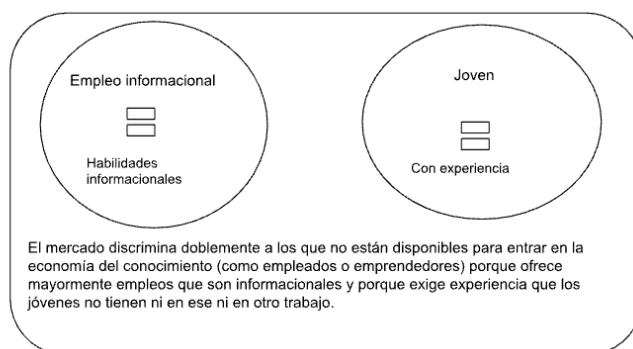 Empleo informacional
Habilidades
informacionales
Joven
Con experiencia
El mercado discrimina doblemente a los que no están disponibles para entrar en la
economía del conocimiento (como empleados o emprendedores) porque ofrece
mayormente empleos que son informacionales y porque exige experiencia que los
jóvenes no tienen ni en ese ni en otro trabajo.